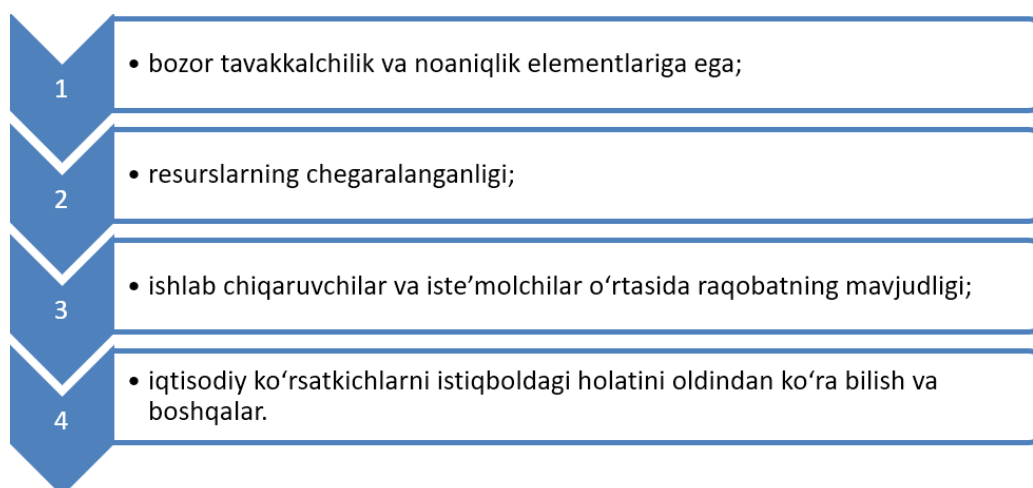 1
• bozor tavakkalchilik va noaniqlik elementlariga ega;
2
• resurslarning chegaralanganligi;
3
• ishlab chiqaruvchilar va iste’molchilar o‘rtasida raqobatning mavjudligi;
4
• iqtisodiy ko‘rsatkichlarni istiqboldagi holatini oldindan ko‘ra bilish va
boshqalar.